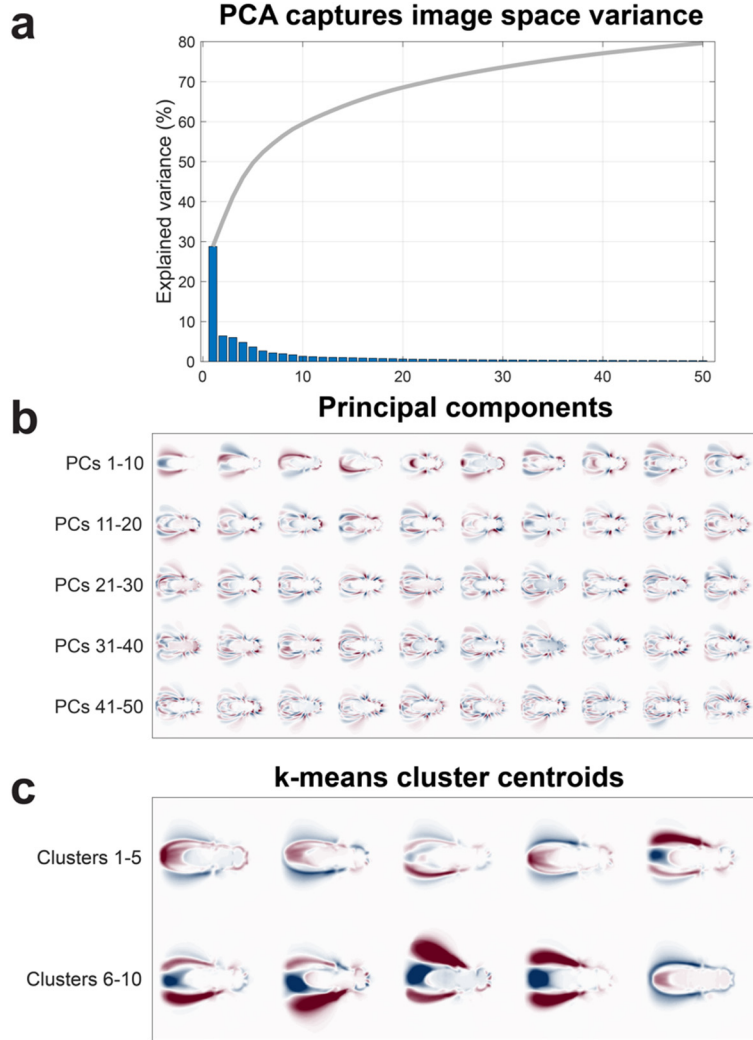 a
PCA captures image space variance
Explained variance (%)
80
70
60
50
40
30
20
10
0
0 10 20 30 40 50
Principal components
b
PCs 1-10
PCs 11-20
PCs 21-30
PCs 31-40
PCs 41-50
c
k-means cluster centroids
Clusters 1-5
Clusters 6-10